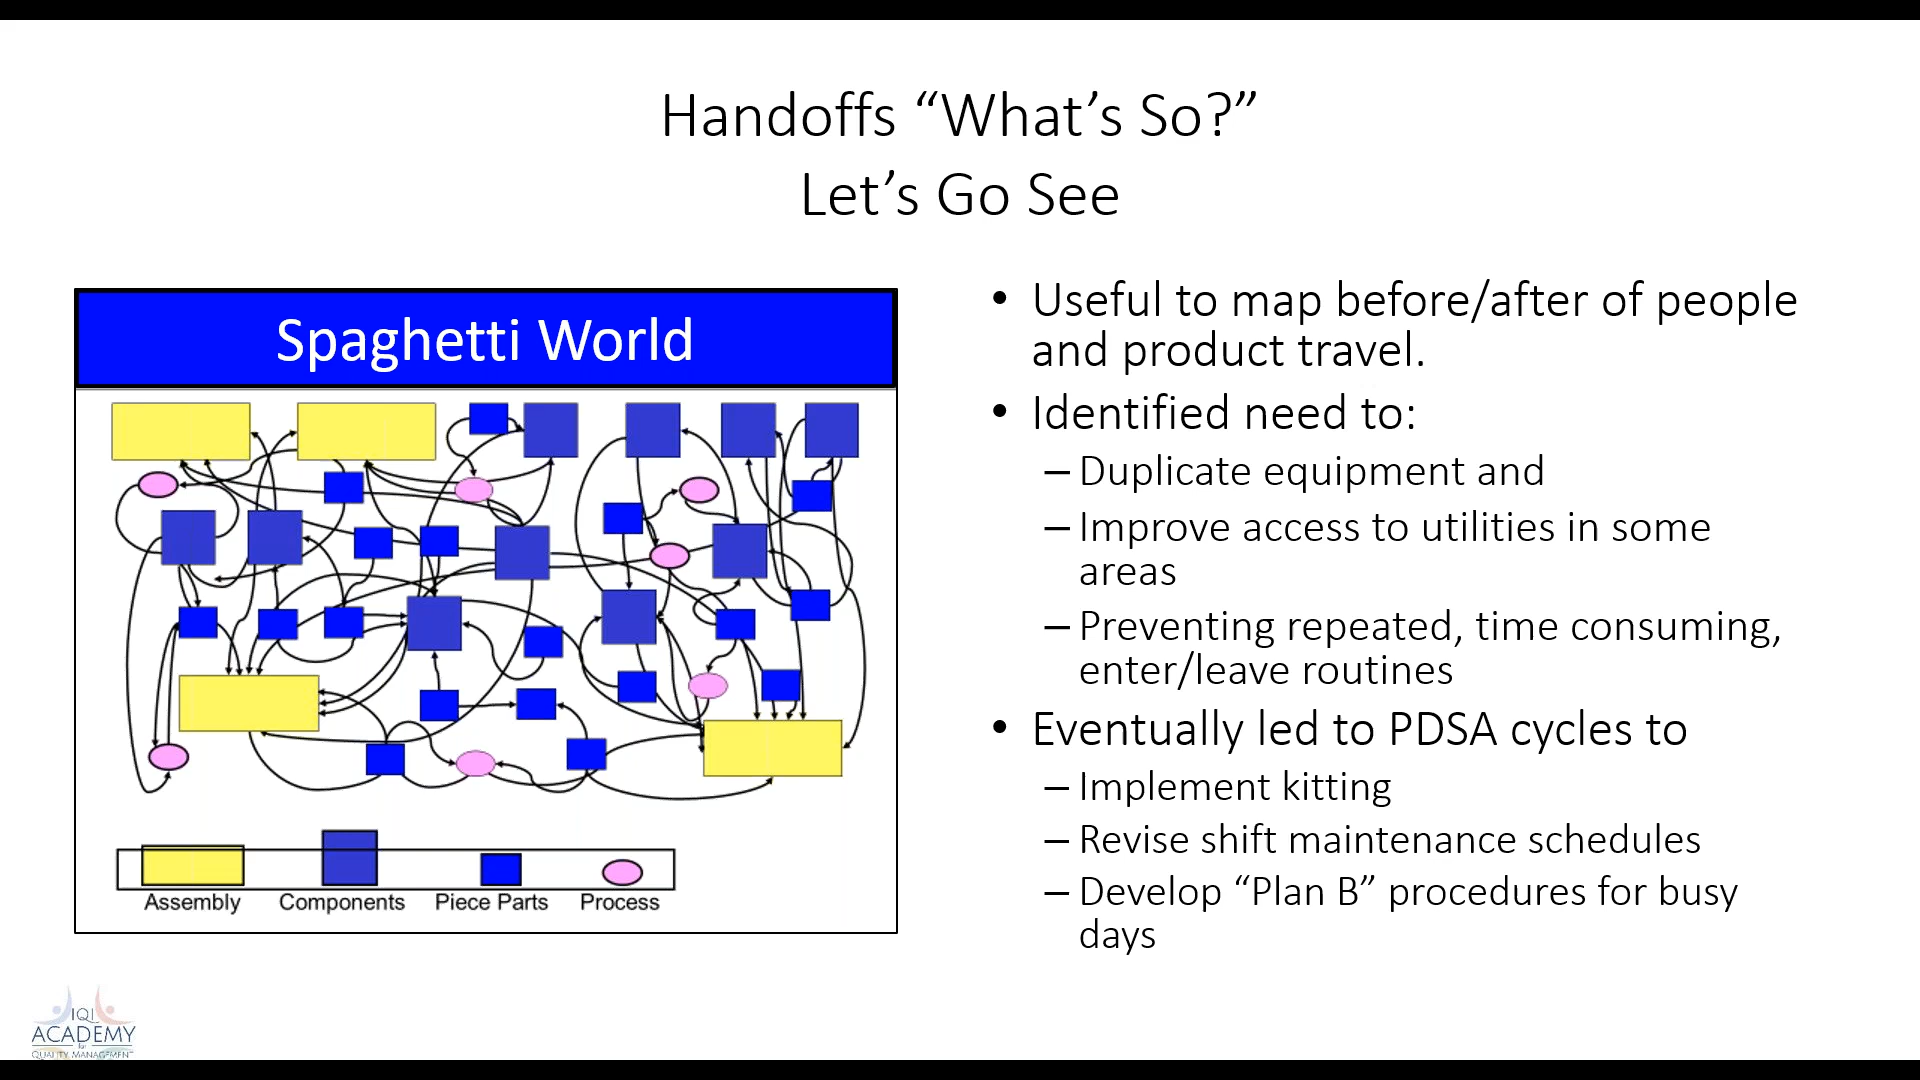 Handoffs “What’s So?”
Let’s Go See
Spaghetti World
Assembly
Components
Piece Parts
Process
• Useful to map before/after of people
and product travel.
• Identified need to:
– Duplicate equipment and
– Improve access to utilities in some
areas
– Preventing repeated, time consuming,
enter/leave routines
• Eventually led to PDSA cycles to
– Implement kitting
– Revise shift maintenance schedules
– Develop “Plan B” procedures for busy
days
IQI
ACADEMY
for
QUALITY MANAGEMENT